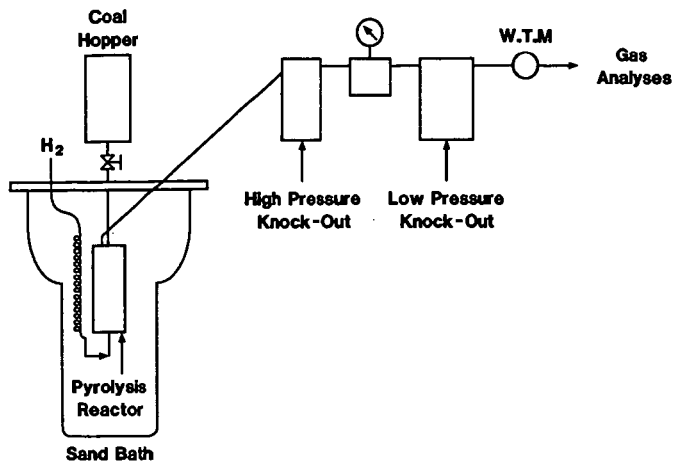 Coal
Hopper
W.T.M
Gas
Analyses
H₂
High Pressure
Knock-Out
Low Pressure
Knock-Out
Pyrolysis
Reactor
Sand Bath